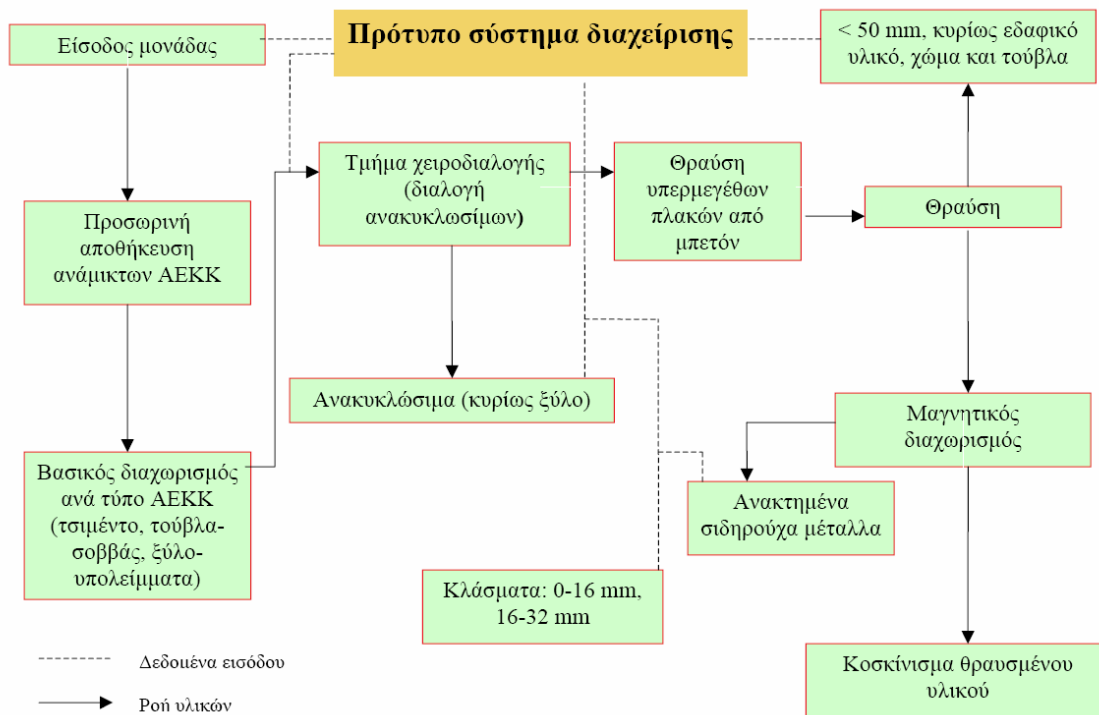 Είσοδος μονάδας
Πρότυπο σύστημα διαχείρισης
< 50 mm, κυρίως εδαφικό
υλικό, χώμα και τούβλα
Τμήμα χειροδιαλογής
(διαλογή
ανακυκλωσίμων)
Θραύση
υπερμεγέθων
πλακών από
μπετόν
Θραύση
Προσωρινή
αποθήκευση
ανάμικτων ΑΕΚΚ
Ανακυκλώσιμα (κυρίως ξύλο)
Μαγνητικός
διαχωρισμός
Βασικός διαχωρισμός
ανά τύπο ΑΕΚΚ
(τσιμέντο, τούβλα-
σοββάς, ξύλο-
υπολείμματα)
Ανακτημένα
σιδηρούχα μέταλλα
Κλάσματα: 0-16 mm,
16-32 mm
Κοσκίνισμα θραυσμένου
υλικού
Δεδομένα εισόδου
Ροή υλικών